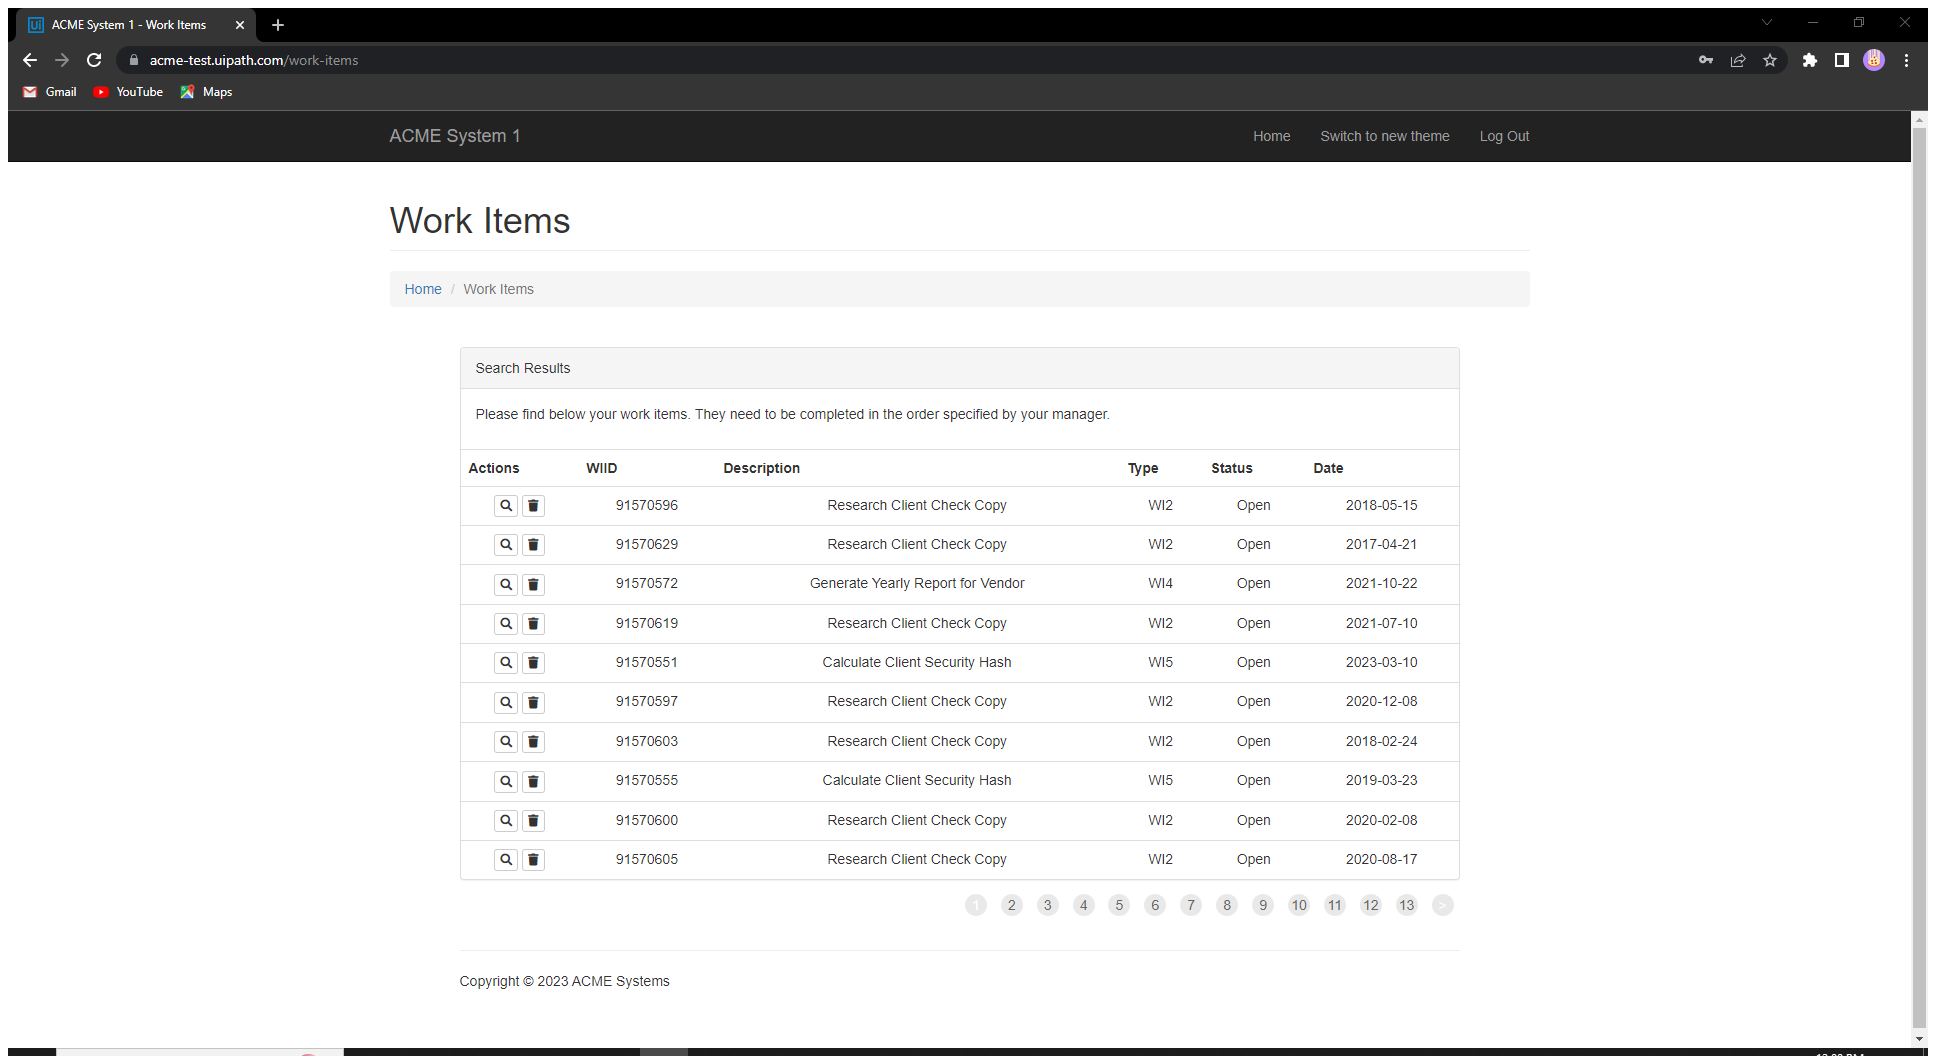 ACME System 1 - Work Items
acme-test.uipath.com/work-items
Gmail YouTube Maps
ACME System 1 Home Switch to new theme Log Out
Work Items
Home / Work Items
Search Results
Please find below your work items. They need to be completed in the order specified by your manager.
Actions WIID Description Type Status Date
91570596 Research Client Check Copy WI2 Open 2018-05-15
91570629 Research Client Check Copy WI2 Open 2017-04-21
91570572 Generate Yearly Report for Vendor WI4 Open 2021-10-22
91570619 Research Client Check Copy WI2 Open 2021-07-10
91570551 Calculate Client Security Hash WI5 Open 2023-03-10
91570597 Research Client Check Copy WI2 Open 2020-12-08
91570603 Research Client Check Copy WI2 Open 2018-02-24
91570555 Calculate Client Security Hash WI5 Open 2019-03-23
91570600 Research Client Check Copy WI2 Open 2020-02-08
91570605 Research Client Check Copy WI2 Open 2020-08-17
1 2 3 4 5 6 7 8 9 10 11 12 13 >
Copyright © 2023 ACME Systems